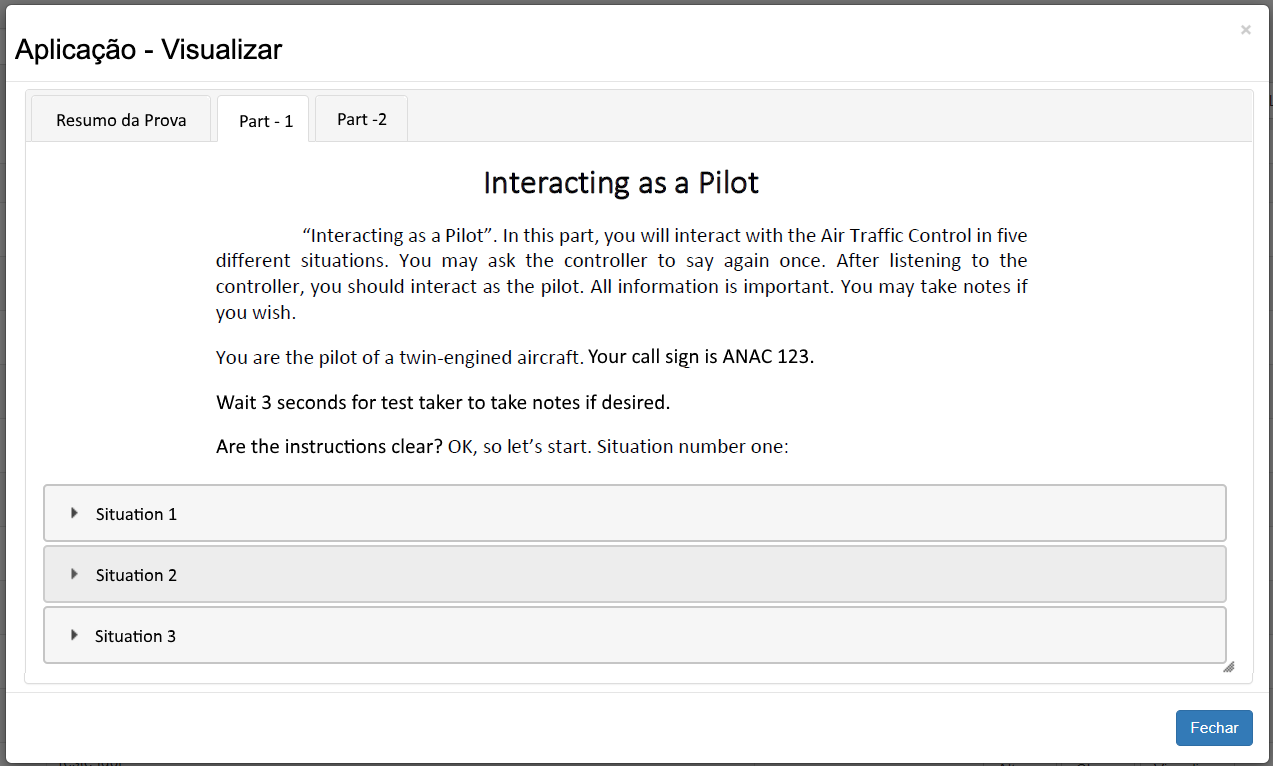 ×
Aplicação - Visualizar
Resumo da Prova
Part - 1
Part -2
Interacting as a Pilot
“Interacting as a Pilot”. In this part, you will interact with the Air Traffic Control in five
different situations. You may ask the controller to say again once. After listening to the
controller, you should interact as the pilot. All information is important. You may take notes if
you wish.
You are the pilot of a twin-engined aircraft. Your call sign is ANAC 123.
Wait 3 seconds for test taker to take notes if desired.
Are the instructions clear? OK, so let’s start. Situation number one:
Situation 1
Situation 2
Situation 3
Fechar